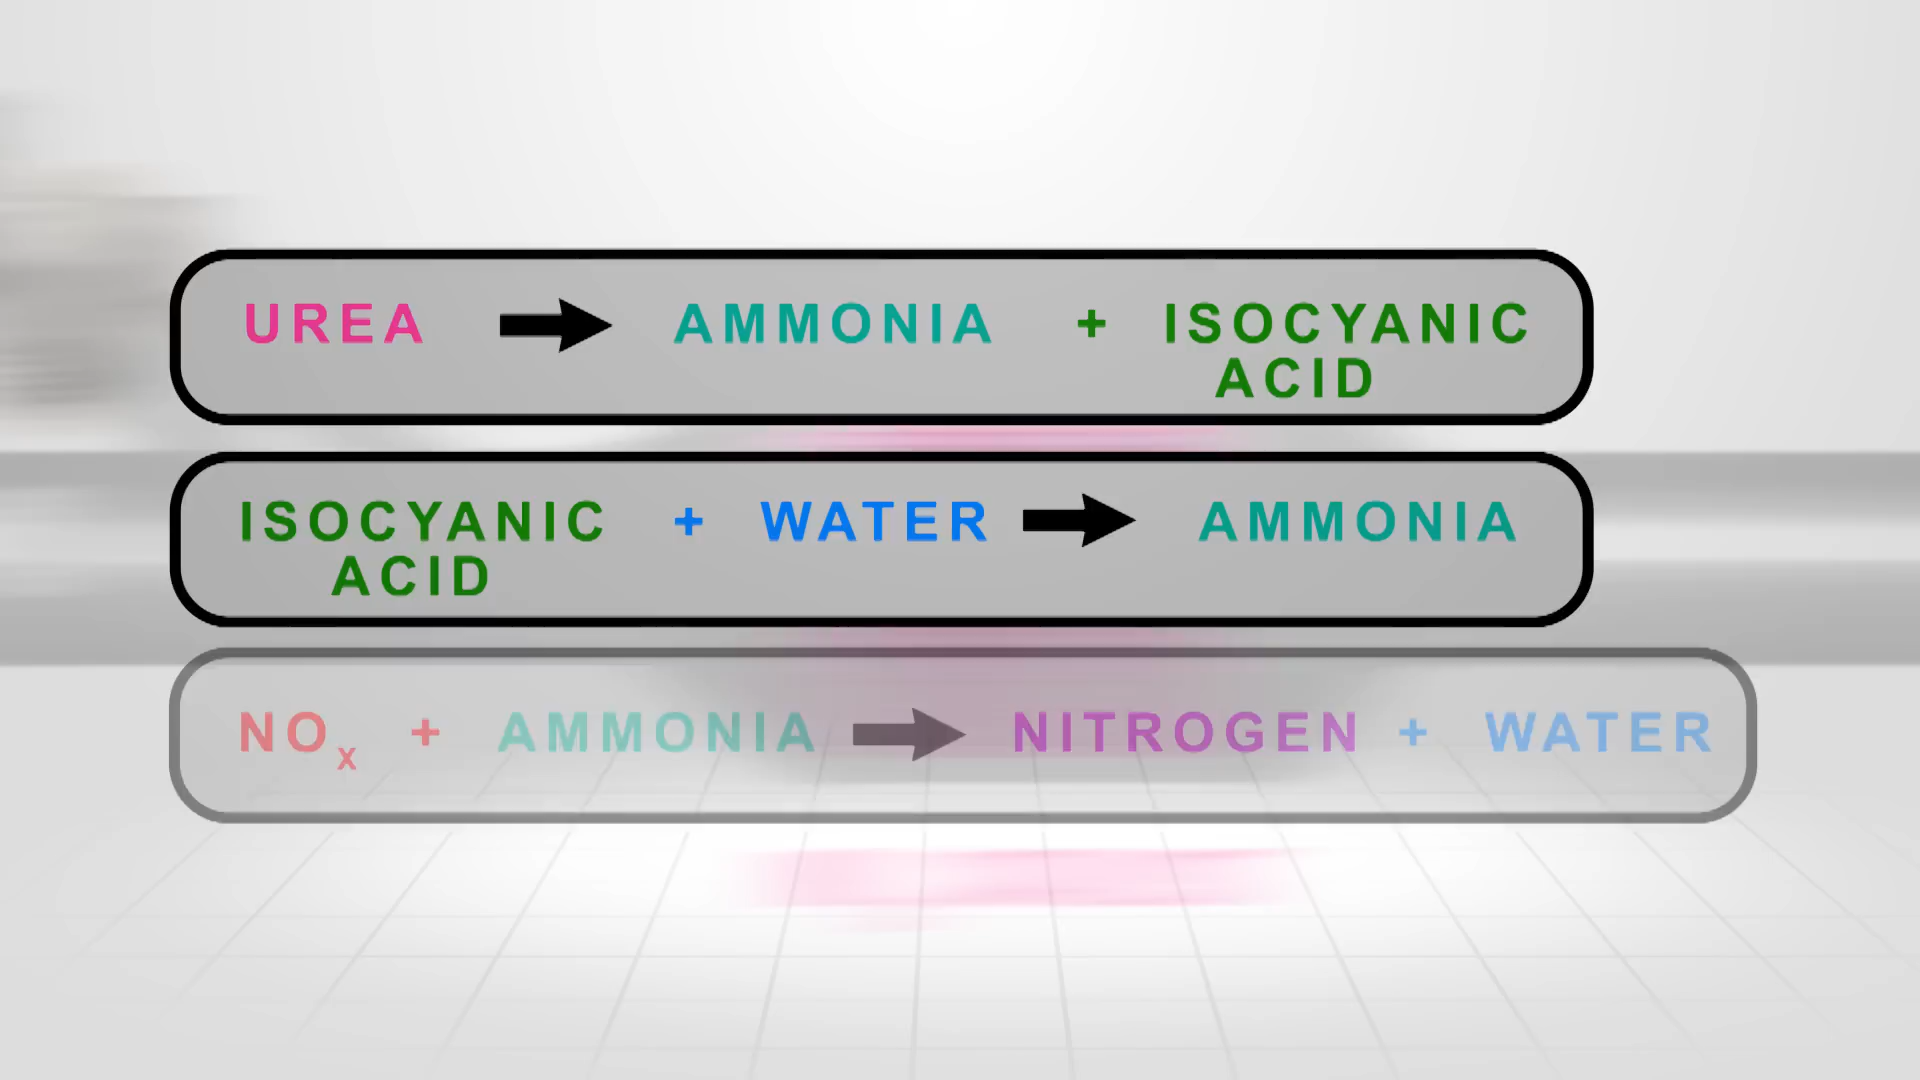 UREA → AMMONIA + ISOCYANIC
ACID
ISOCYANIC + WATER → AMMONIA
ACID
NOx + AMMONIA → NITROGEN + WATER